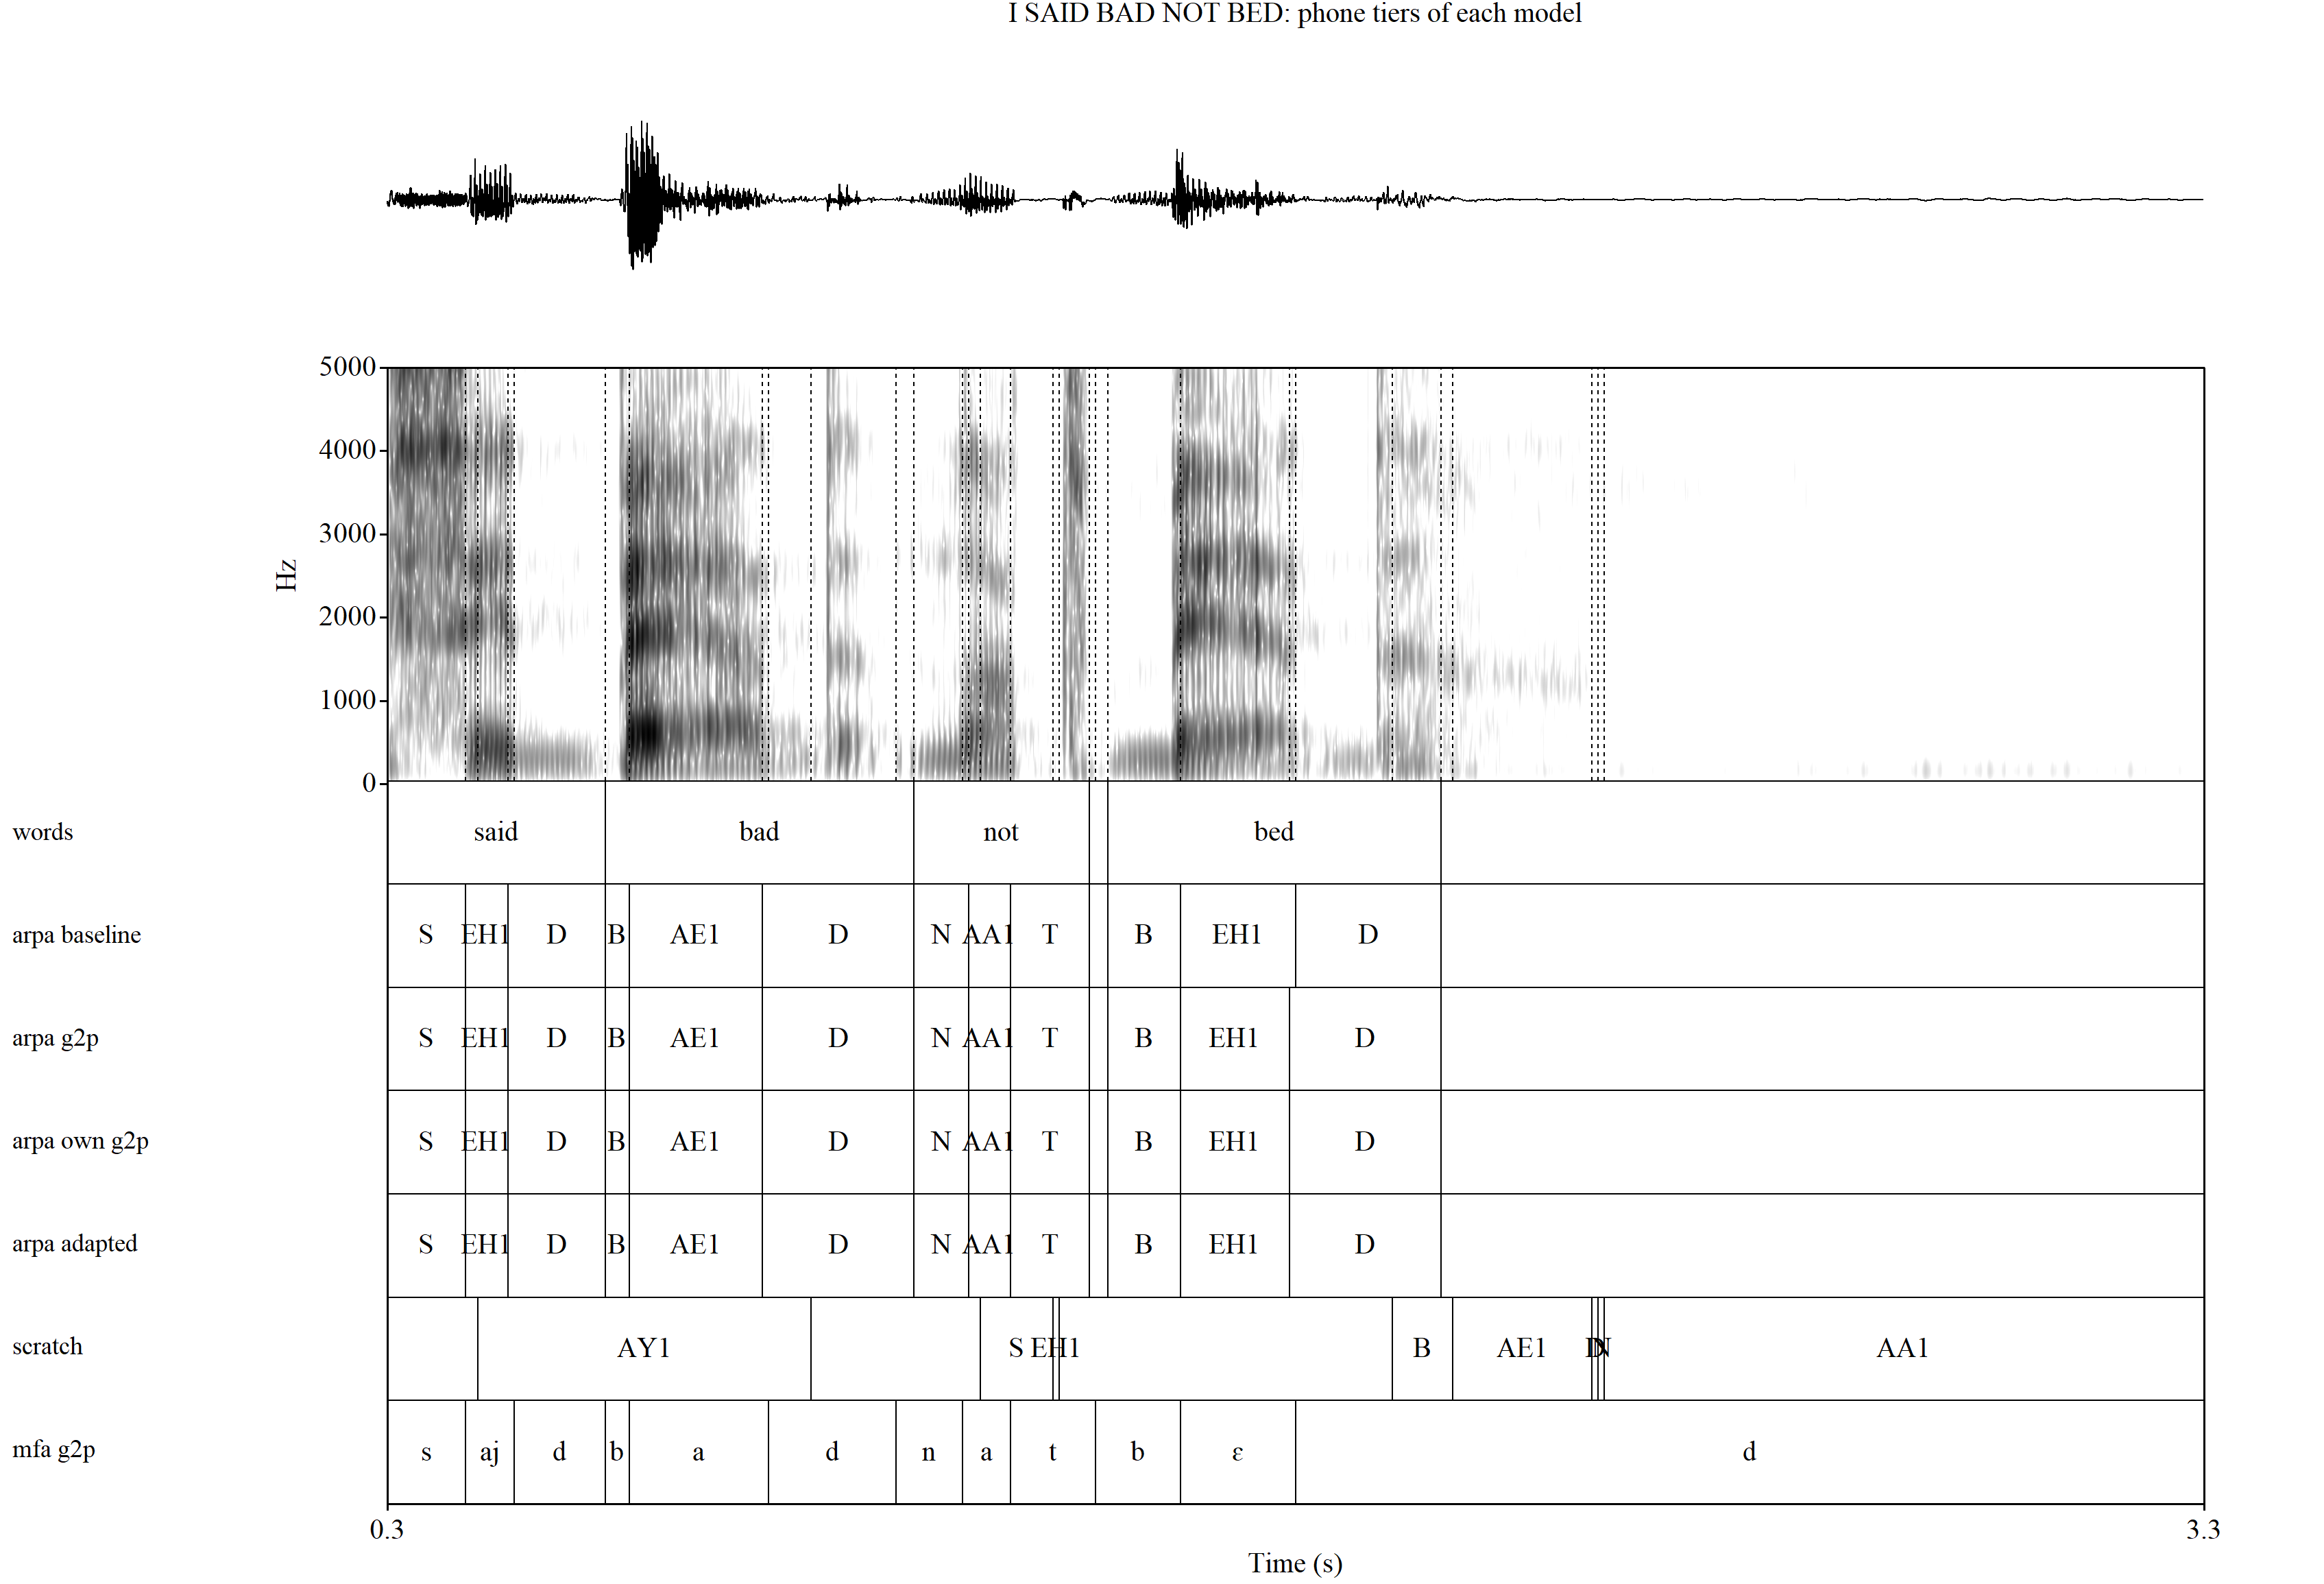 I SAID BAD NOT BED: phone tiers of each model
5000
4000
3000
2000
1000
0
Hz
words said bad not bed
arpa baseline S EH1 D B AE1 D N AA1 T B EH1 D
arpa g2p S EH1 D B AE1 D N AA1 T B EH1 D
arpa own g2p S EH1 D B AE1 D N AA1 T B EH1 D
arpa adapted S EH1 D B AE1 D N AA1 T B EH1 D
scratch AY1 S EH1 B AE1 D N AA1
mfa g2p s aj d b a d n a t b ɛ d
0.3 3.3
Time (s)